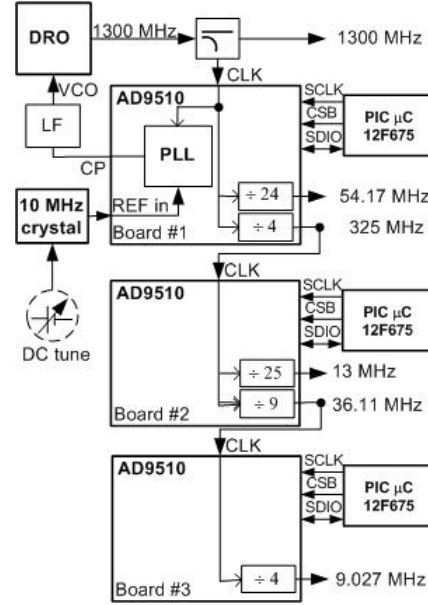 DRO
1300 MHz
1300 MHz
VCO
CLK
LF
AD9510
SCLK
CSB
SDIO
PIC μC
12F675
CP
PLL
10 MHz
crystal
REF in
÷ 24
54.17 MHz
÷ 4
325 MHz
Board #1
DC tune
CLK
AD9510
SCLK
CSB
SDIO
PIC μC
12F675
÷ 25
13 MHz
÷ 9
36.11 MHz
Board #2
CLK
AD9510
SCLK
CSB
SDIO
PIC μC
12F675
÷ 4
9.027 MHz
Board #3